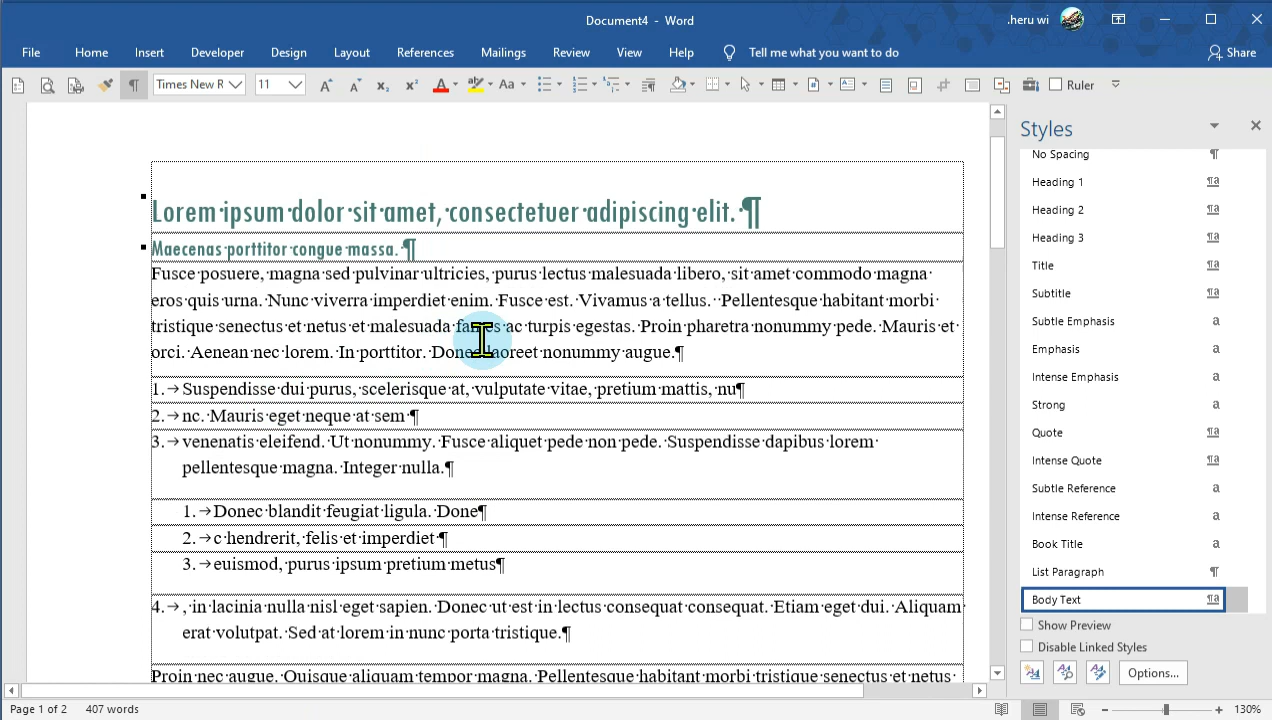 Document4 - Word
.heru wi
File Home Insert Developer Design Layout References Mailings Review View Help Tell me what you want to do Share
Times New R 11 Aa Ruler
Styles
No Spacing
Heading 1
Heading 2
Heading 3
Title
Subtitle
Subtle Emphasis
Emphasis
Intense Emphasis
Strong
Quote
Intense Quote
Subtle Reference
Intense Reference
Book Title
List Paragraph
Body Text
Show Preview
Disable Linked Styles
Options...
Lorem·ipsum·dolor·sit·amet,·consectetuer·adipiscing·elit.·¶
Maecenas·porttitor·congue·massa.·¶
Fusce·posuere,·magna·sed·pulvinar·ultricies,·purus·lectus·malesuada·libero,·sit·amet·commodo·magna·
eros·quis·urna.·Nunc·viverra·imperdiet·enim.·Fusce·est.·Vivamus·a·tellus.··Pellentesque·habitant·morbi·
tristique·senectus·et·netus·et·malesuada·fames·ac·turpis·egestas.·Proin·pharetra·nonummy·pede.·Mauris·et·
orci.·Aenean·nec·lorem.·In·porttitor.·Donec·laoreet·nonummy·augue.¶
1.→Suspendisse·dui·purus,·scelerisque·at,·vulputate·vitae,·pretium·mattis,·nu¶
2.→nc.·Mauris·eget·neque·at·sem·¶
3.→venenatis·eleifend.·Ut·nonummy.·Fusce·aliquet·pede·non·pede.·Suspendisse·dapibus·lorem·
pellentesque·magna.·Integer·nulla.¶
1.→Donec·blandit·feugiat·ligula.·Done¶
2.→c·hendrerit,·felis·et·imperdiet·¶
3.→euismod,·purus·ipsum·pretium·metus¶
4.→,·in·lacinia·nulla·nisl·eget·sapien.·Donec·ut·est·in·lectus·consequat·consequat.·Etiam·eget·dui.·Aliquam·
erat·volutpat.·Sed·at·lorem·in·nunc·porta·tristique.¶
Proin·nec·augue.·Quisque·aliquam·tempor·magna.·Pellentesque·habitant·morbi·tristique·senectus·et·netus·
Page 1 of 2 407 words 130%